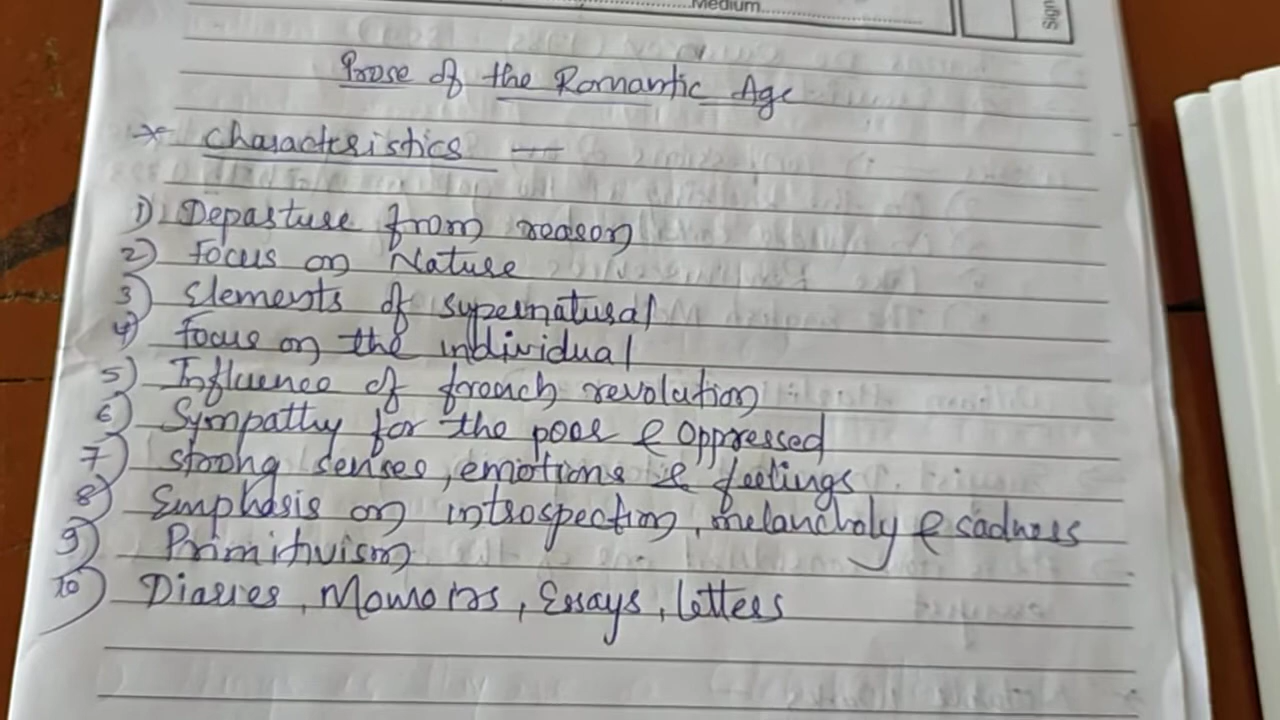 Medium
Sign
Prose of the Romantic Age
* Characteristics —
1) Departure from reason
2) Focus on Nature
3) Elements of supernatural
4) Focus on the individual
5) Influence of french revolution
6) Sympathy for the poor & oppressed
7) strong senses, emotions & feelings
8) Emphasis on introspection, melancholy & sadness
9) Primitivism
10) Diaries, Memoirs, Essays, letters